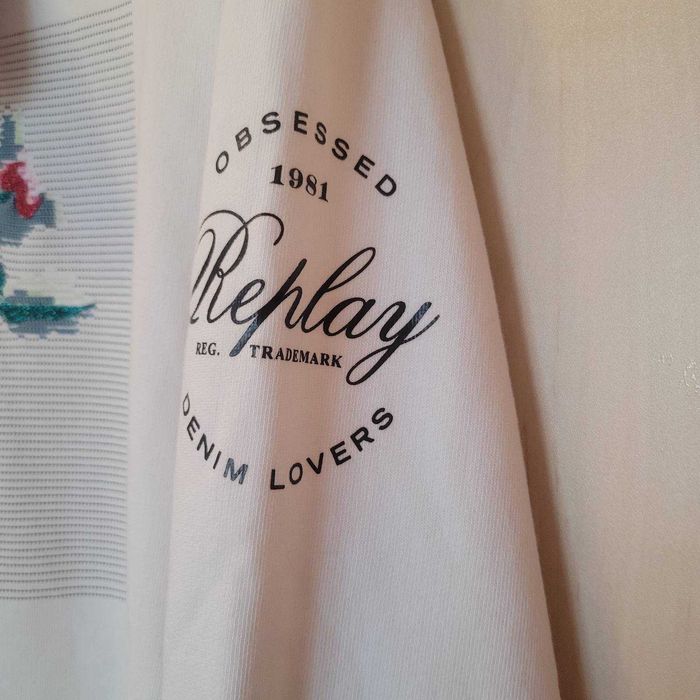 OBSESSED
1981
Replay
REG. TRADEMARK
DENIM LOVERS